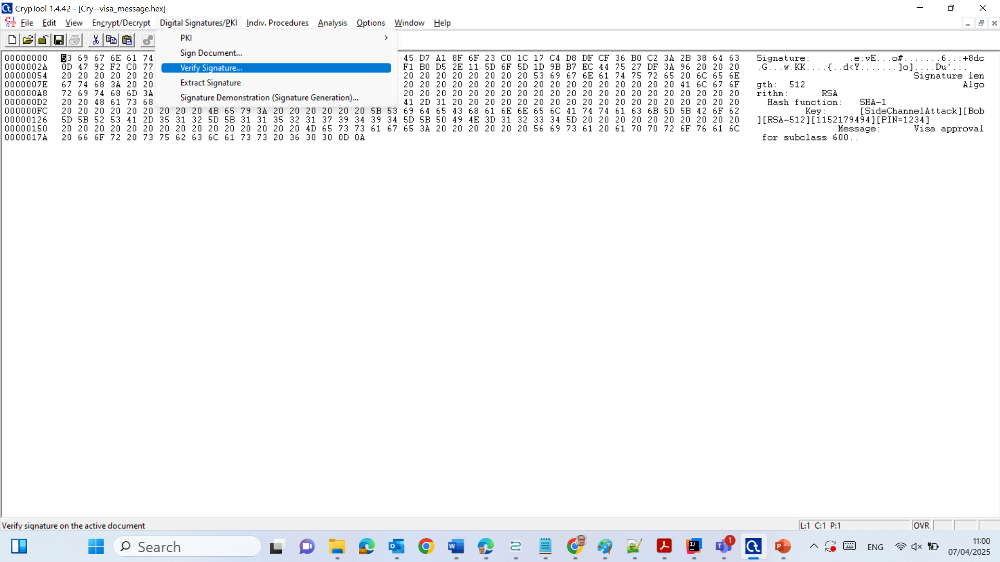 CrypTool 1.4.42 - [Cry--visa_message.hex]
File Edit View Encrypt/Decrypt Digital Signatures/PKI Indiv. Procedures Analysis Options Window Help
PKI
Sign Document...
Verify Signature...
Extract Signature
Signature Demonstration (Signature Generation)...
00000000 53 69 67 6E 61 74 45 D7 A1 8F 6F 23 C0 1C 17 C4 D8 DF CF 36 B0 C2 3A 2B 38 64 63 Signature: .e:vE...o#.......6..:+8dc
0000002A 0D 47 92 F2 C0 77 F1 B0 D5 2E 11 5D 6F 5D 1D 9B B7 EC 44 75 27 DF 3A 96 20 20 20 .G...w.KK....{..d<Y.......]o]....Du'.:.
00000054 20 20 20 20 20 20 20 20 20 20 20 20 20 20 53 69 67 6E 61 74 75 72 65 20 6C 65 6E Signature len
0000007E 67 74 68 3A 20 20 20 20 20 20 20 20 20 20 20 20 20 20 20 20 20 20 20 41 6C 67 6F gth: 512 Algo
000000A8 72 69 74 68 6D 3A 20 20 20 20 20 20 20 20 20 20 20 20 20 20 20 20 20 20 20 20 20 rithm: RSA
000000D2 20 20 48 61 73 68 41 2D 31 20 20 20 20 20 20 20 20 20 20 20 20 20 20 20 20 20 20 Hash function: SHA-1
000000FC 20 20 20 20 20 20 20 20 20 4B 65 79 3A 20 20 20 20 20 20 5B 53 69 64 65 43 68 61 6E 6E 65 6C 41 74 74 61 63 6B 5D 5B 42 6F 62 Key: [SideChannelAttack][Bob
00000126 5D 5B 52 53 41 2D 35 31 32 5D 5B 31 31 35 32 31 37 39 34 39 34 5D 5B 50 49 4E 3D 31 32 33 34 5D 20 20 20 20 20 20 20 20 20 20 ][RSA-512][1152179494][PIN=1234]
00000150 20 20 20 20 20 20 20 20 20 20 20 20 20 20 20 4D 65 73 73 61 67 65 3A 20 20 20 20 20 20 56 69 73 61 20 61 70 70 72 6F 76 61 6C Message: Visa approval
0000017A 20 66 6F 72 20 73 75 62 63 6C 61 73 73 20 36 30 30 0D 0A for subclass 600..
Verify signature on the active document L:1 C:1 P:1 OVR
Search
1
ENG
11:00
07/04/2025